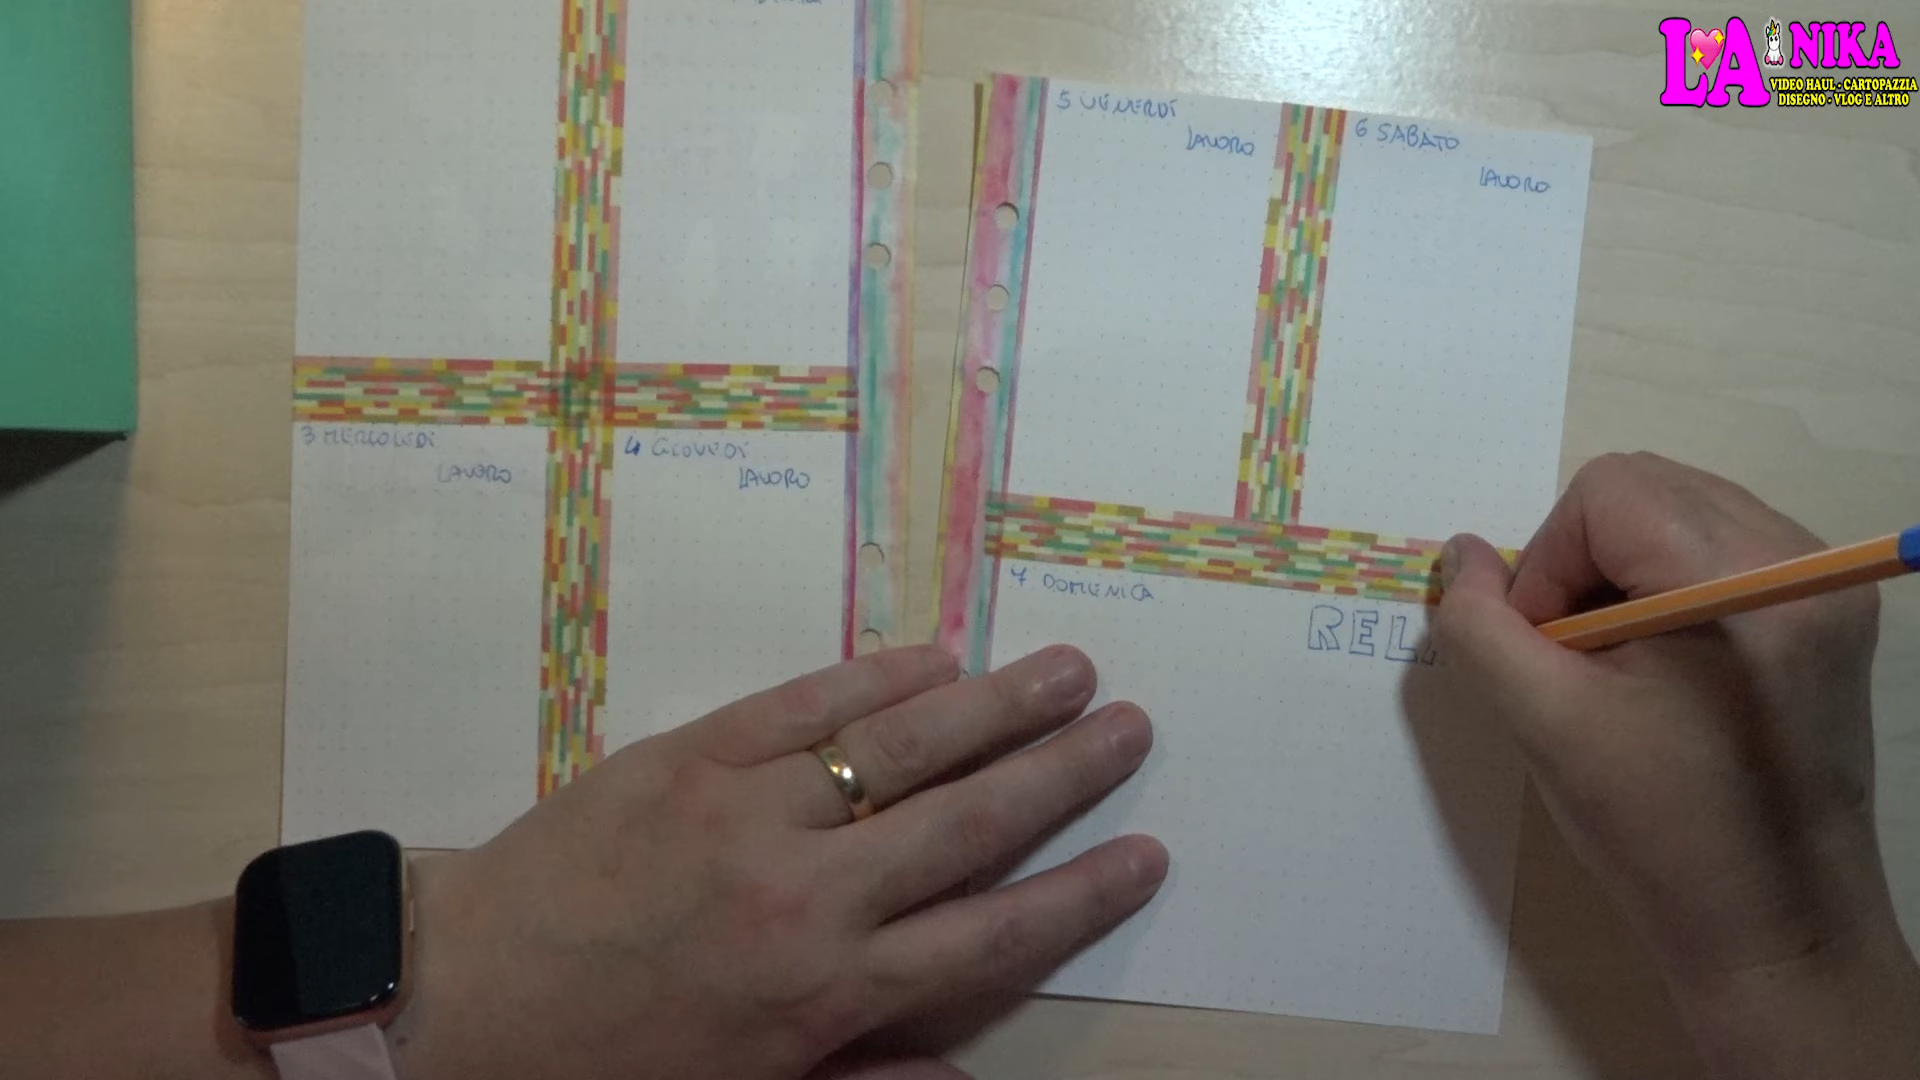 LA NIKA
VIDEO HAUL - CARTOPAZZIA
DISEGNO - VLOG E ALTRO
3 MERCOLEDÌ
LAVORO
4 GIOVEDÌ
LAVORO
5 VENERDÌ
LAVORO
6 SABATO
LAVORO
7 DOMENICA
REL